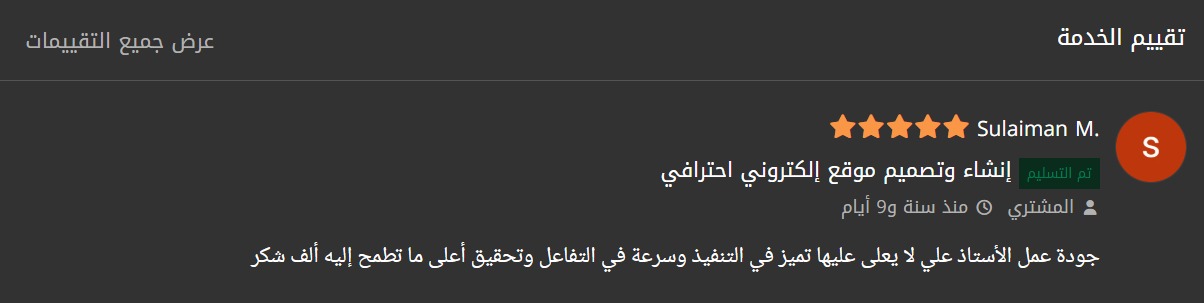 تقييم الخدمة
عرض جميع التقييمات
S
Sulaiman M.
تم التسليم إنشاء وتصميم موقع إلكتروني احترافي
المشتري منذ سنة و9 أيام
جودة عمل الأستاذ علي لا يعلى عليها تميز في التنفيذ وسرعة في التفاعل وتحقيق أعلى ما تطمح إليه ألف شكر